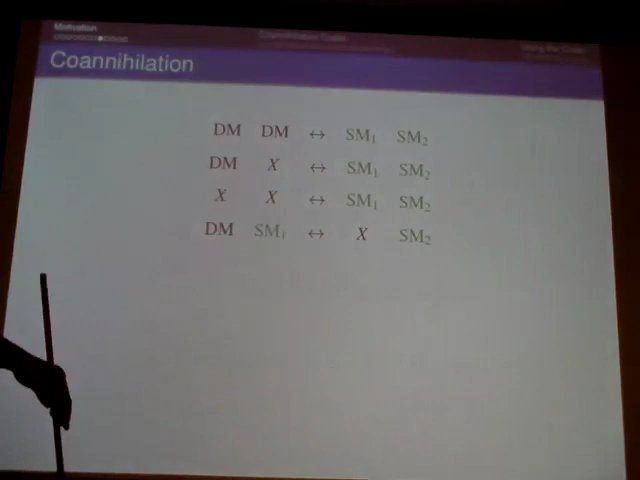 Motivation
Coannihilation
DM DM ↔ SM₁ SM₂
DM X ↔ SM₁ SM₂
X X ↔ SM₁ SM₂
DM SM₁ ↔ X SM₂